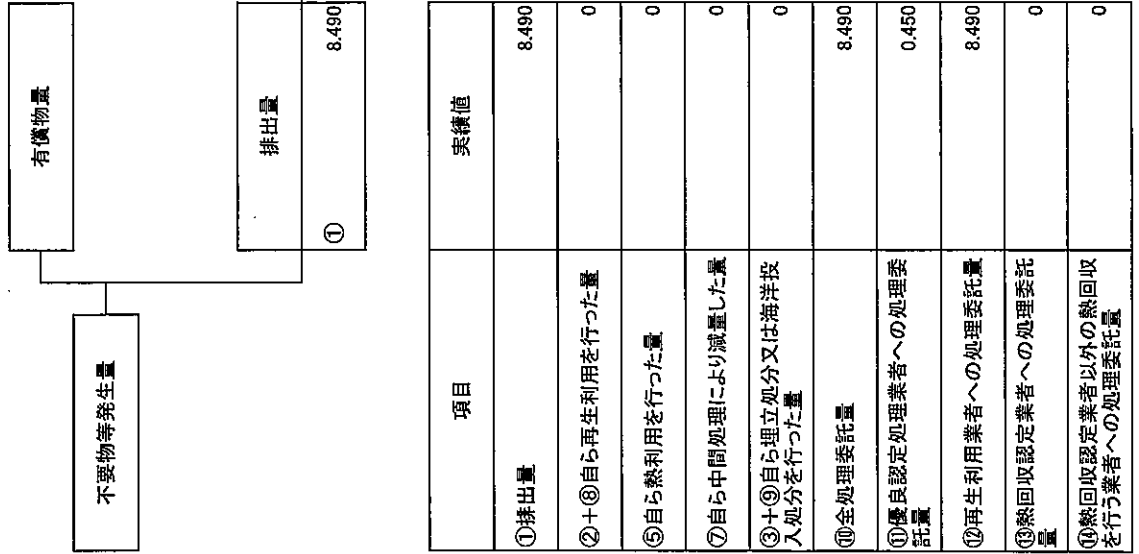 不要物等発生量
有償物量
排出量
① 8.490
項目 実績値
①排出量 8.490
②+⑧自ら再生利用を行った量 0
⑤自ら熱利用を行った量 0
⑦自ら中間処理により減量した量 0
③+⑨自ら埋立処分又は海洋投
入処分を行った量 0
⑩全処理委託量 8.490
⑪優良認定処理業者への処理委
託量 0.450
⑫再生利用業者への処理委託量 8.490
⑬熱回収認定業者への処理委託
量 0
⑭熱回収認定業者以外の熱回収
を行う業者への処理委託量 0